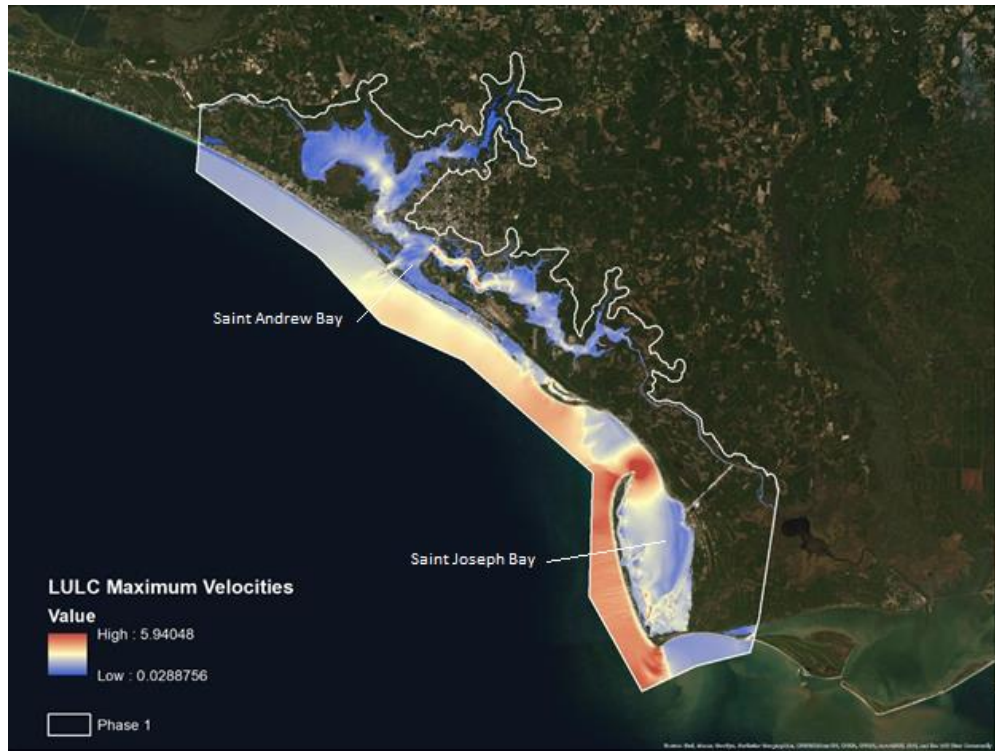 Saint Andrew Bay
Saint Joseph Bay
LULC Maximum Velocities
Value
High : 5.94048
Low : 0.0288756
Phase 1